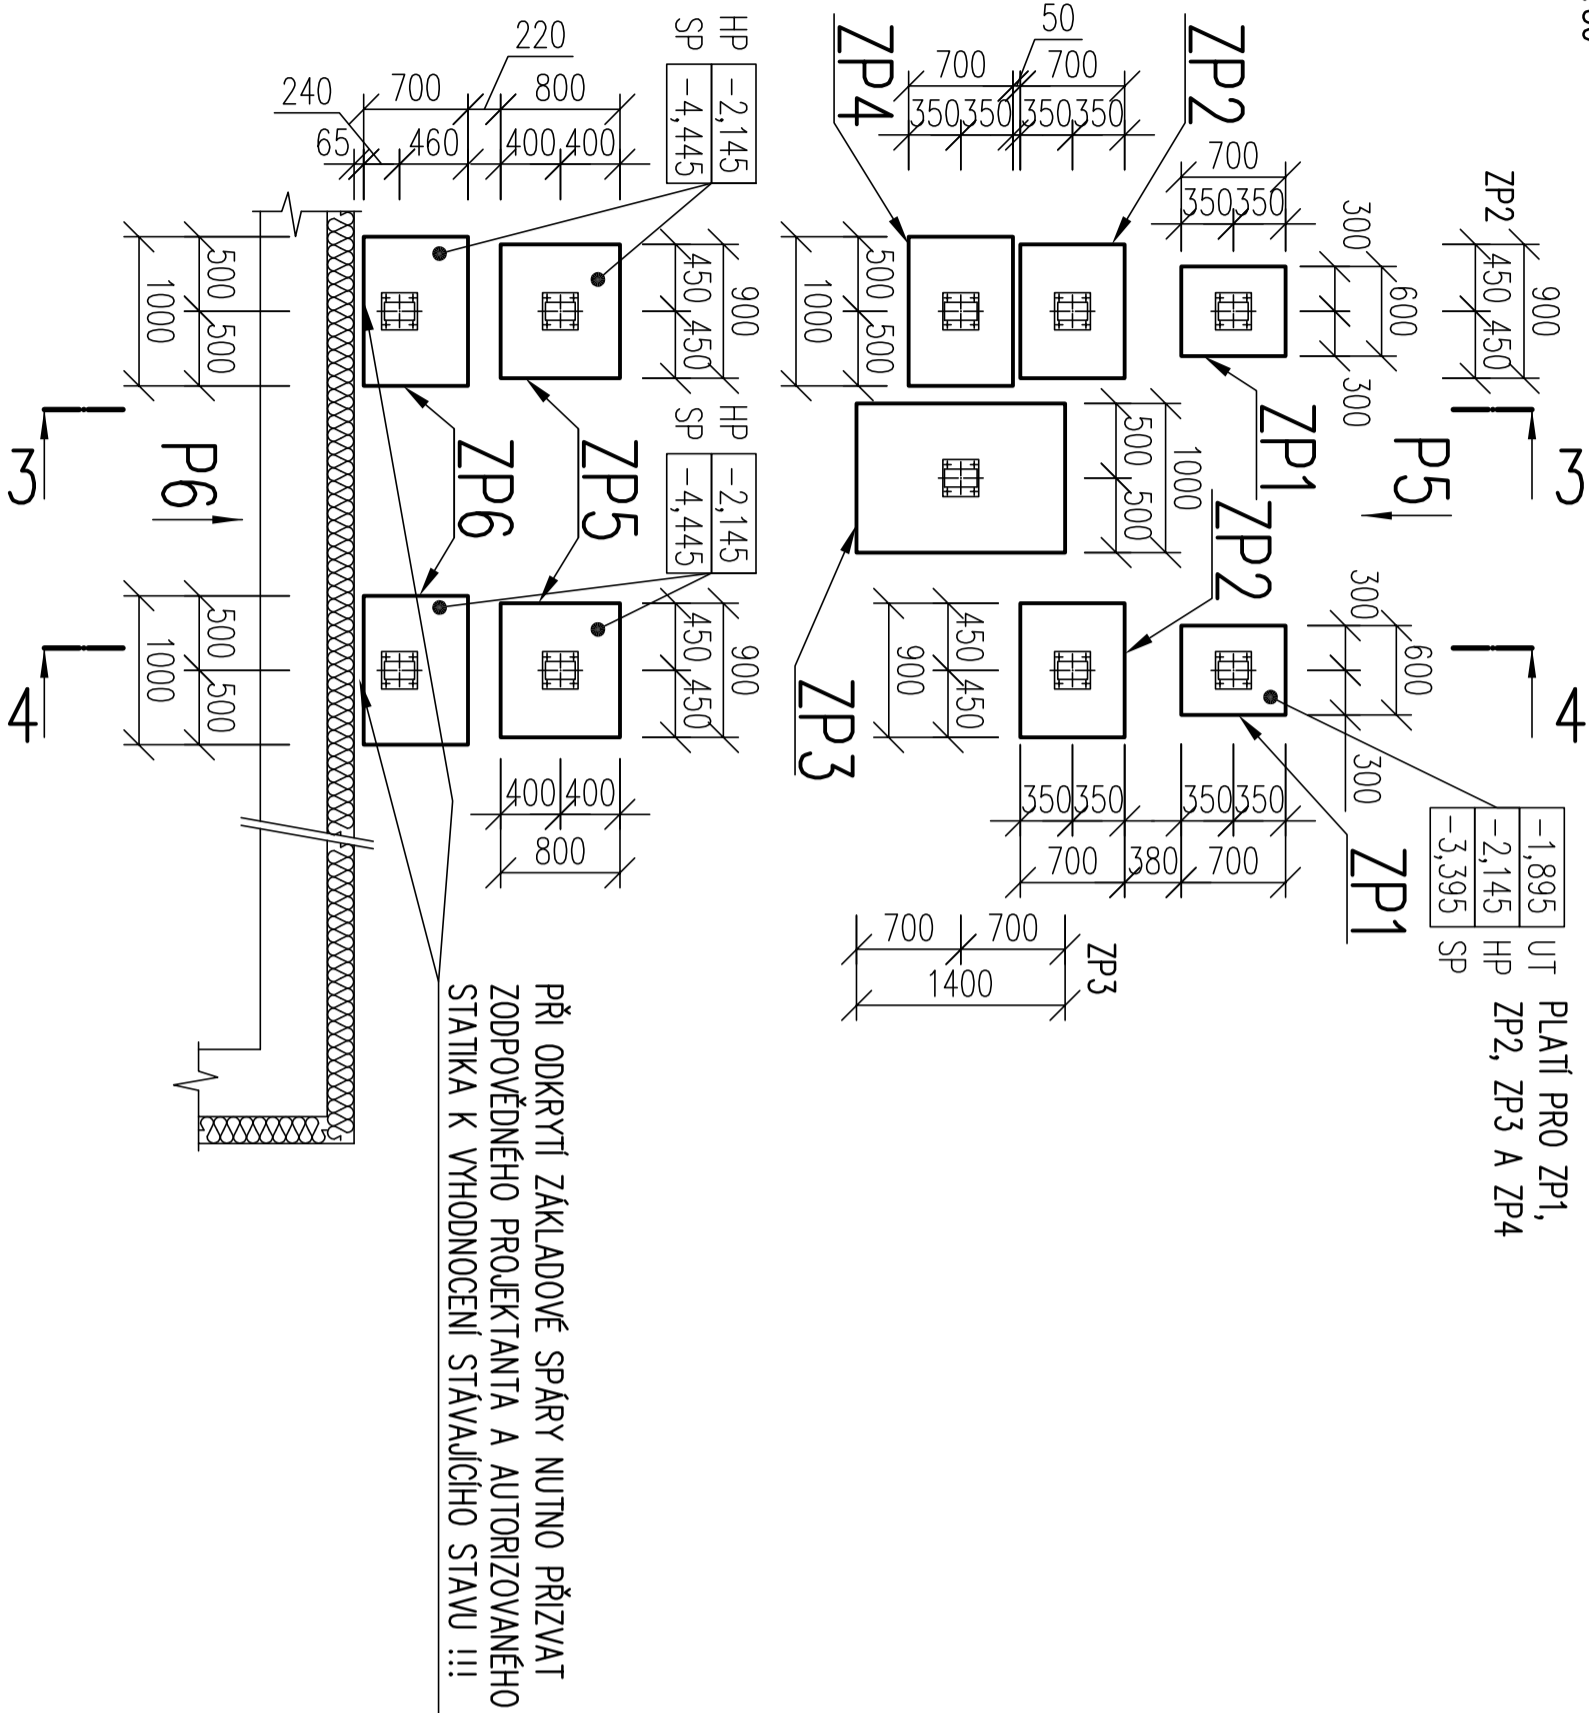 HP
SP
-2,145
-4,445
220
240
700
800
65
460
400
400
50
700
700
350
350
350
350
ZP4
ZP2
700
350
350
ZP2
900
450
450
300
600
300
500
500
1000
900
450
450
500
500
1000
ZP1
P5
3
3
P6
ZP6
ZP5
HP
SP
-2,145
-4,445
500
500
1000
ZP2
300
600
300
4
4
500
500
1000
450
450
900
450
450
900
ZP3
400
400
800
350
350
350
350
700
380
700
ZP1
-1,895 UT
-2,145 HP
-3,395 SP
PLATÍ PRO ZP1,
ZP2, ZP3 A ZP4
700
700
1400
ZP3
PŘI ODKRYTÍ ZÁKLADOVÉ SPÁRY NUTNO PŘIZVAT
ZODPOVĚDNÉHO PROJEKTANTA A AUTORIZOVANÉHO
STATIKA K VYHODNOCENÍ STÁVAJÍCÍHO STAVU !!!